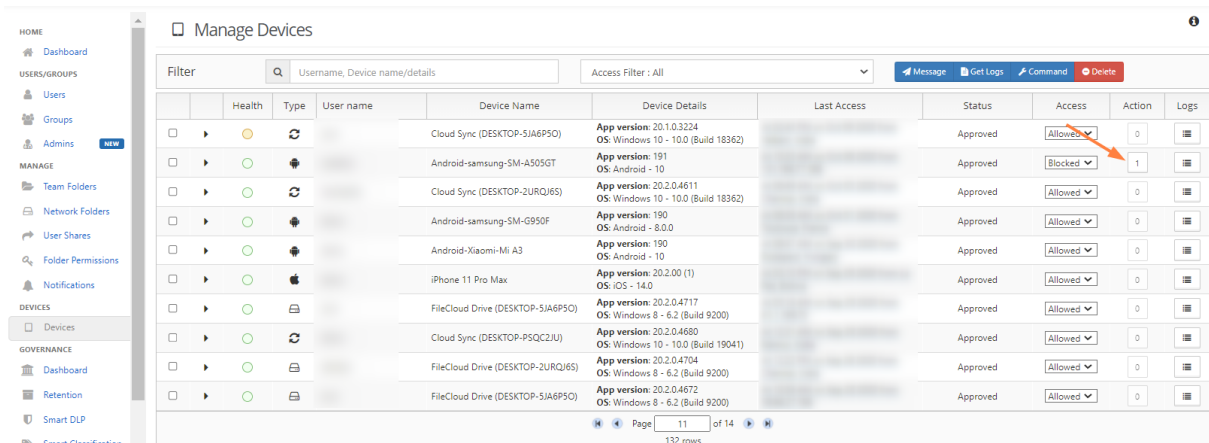 HOME
Dashboard
USERS/GROUPS
Users
Groups
Admins NEW
MANAGE
Team Folders
Network Folders
User Shares
Folder Permissions
Notifications
DEVICES
Devices
GOVERNANCE
Dashboard
Retention
Smart DLP
Smart Classification
Manage Devices
Filter Username, Device name/details Access Filter : All Message Get Logs Command Delete
Health Type User name Device Name Device Details Last Access Status Access Action Logs
Cloud Sync (DESKTOP-5JA6P5O) App version: 20.1.0.3224 Approved Allowed 0
OS: Windows 10 - 10.0 (Build 18362)
Android-samsung-SM-A505GT App version: 191 Approved Blocked 1
OS: Android - 10
Cloud Sync (DESKTOP-2URQJ6S) App version: 20.2.0.4611 Approved Allowed 0
OS: Windows 10 - 10.0 (Build 18362)
Android-samsung-SM-G950F App version: 190 Approved Allowed 0
OS: Android - 8.0.0
Android-Xiaomi-Mi A3 App version: 190 Approved Allowed 0
OS: Android - 10
iPhone 11 Pro Max App version: 20.2.00 (1) Approved Allowed 0
OS: iOS - 14.0
FileCloud Drive (DESKTOP-5JA6P5O) App version: 20.2.0.4717 Approved Allowed 0
OS: Windows 8 - 6.2 (Build 9200)
Cloud Sync (DESKTOP-PSQC2JU) App version: 20.2.0.4680 Approved Allowed 0
OS: Windows 10 - 10.0 (Build 19041)
FileCloud Drive (DESKTOP-2URQJ6S) App version: 20.2.0.4704 Approved Allowed 0
OS: Windows 8 - 6.2 (Build 9200)
FileCloud Drive (DESKTOP-5JA6P5O) App version: 20.2.0.4672 Approved Allowed 0
OS: Windows 8 - 6.2 (Build 9200)
Page 11 of 14
132 rows